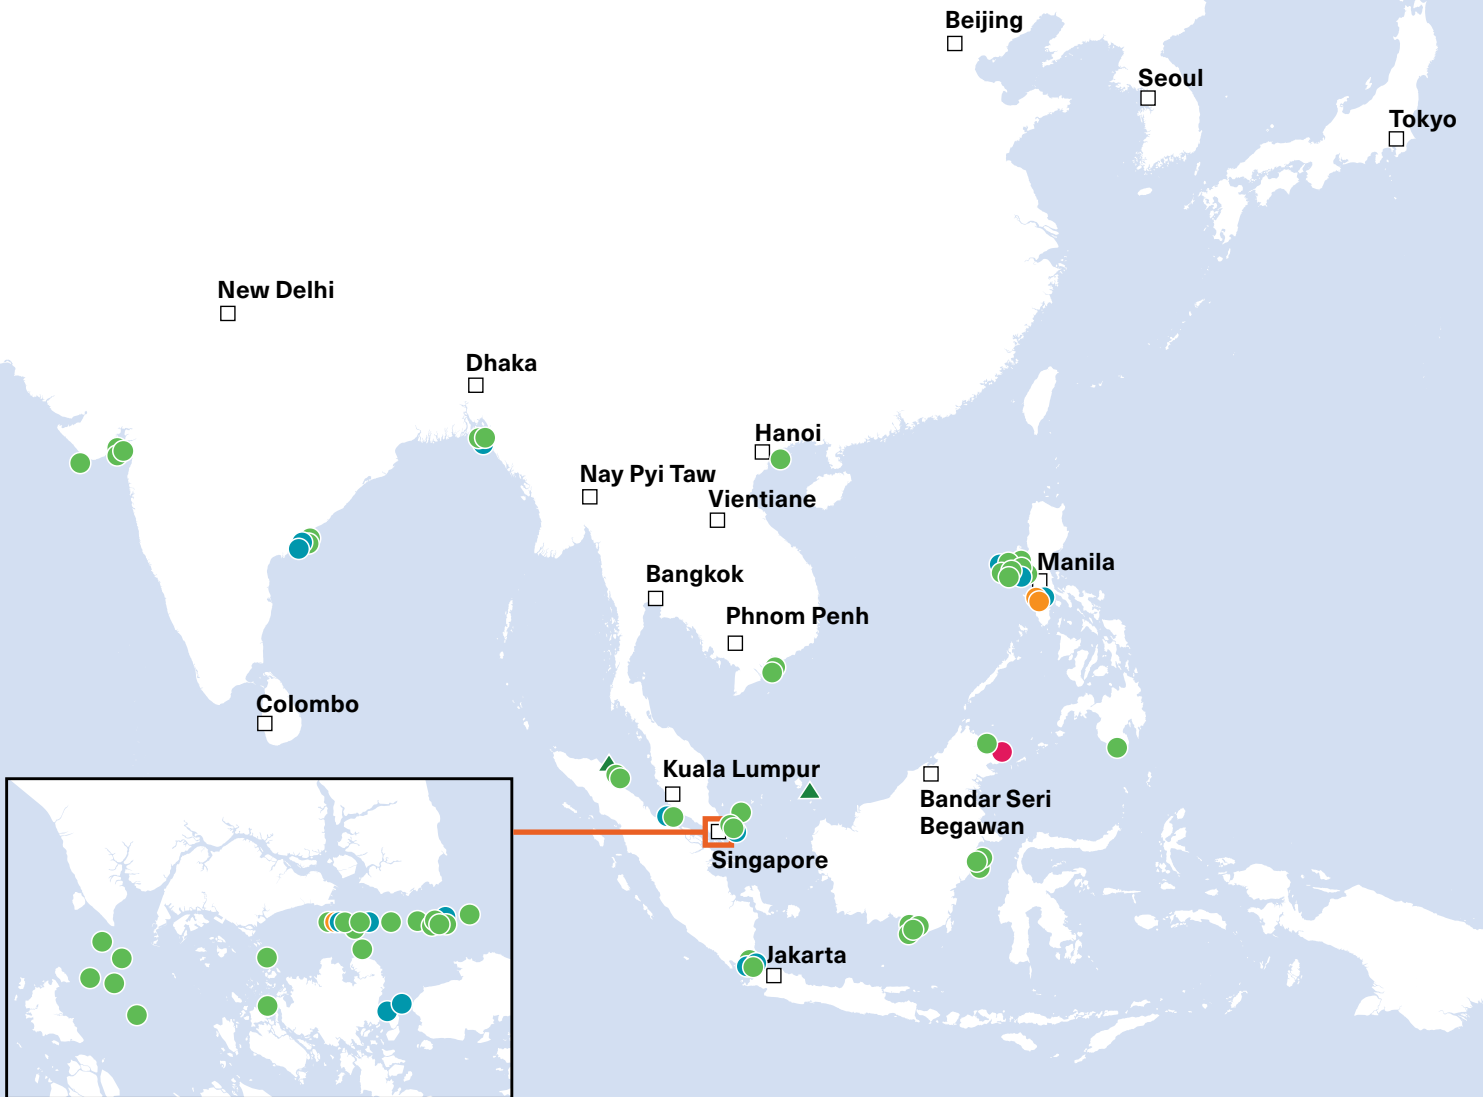 Beijing
Seoul
Tokyo
New Delhi
Dhaka
Hanoi
Nay Pyi Taw
Vientiane
Manila
Bangkok
Phnom Penh
Colombo
Kuala Lumpur
Bandar Seri
Begawan
Singapore
Jakarta